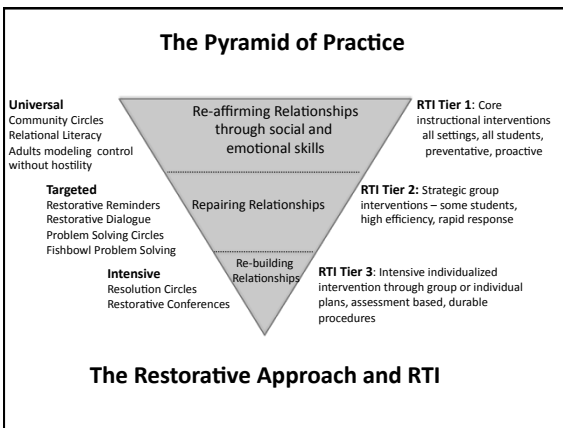 The Pyramid of Practice
Universal
Community Circles
Relational Literacy
Adults modeling control
without hostility
Re-affirming Relationships
through social and
emotional skills
RTI Tier 1: Core
instructional interventions
all settings, all students,
preventative, proactive
Targeted
Restorative Reminders
Restorative Dialogue
Problem Solving Circles
Fishbowl Problem Solving
Repairing Relationships
RTI Tier 2: Strategic group
interventions – some students,
high efficiency, rapid response
Intensive
Resolution Circles
Restorative Conferences
Re-building
Relationships
RTI Tier 3: Intensive individualized
intervention through group or individual
plans, assessment based, durable
procedures
The Restorative Approach and RTI